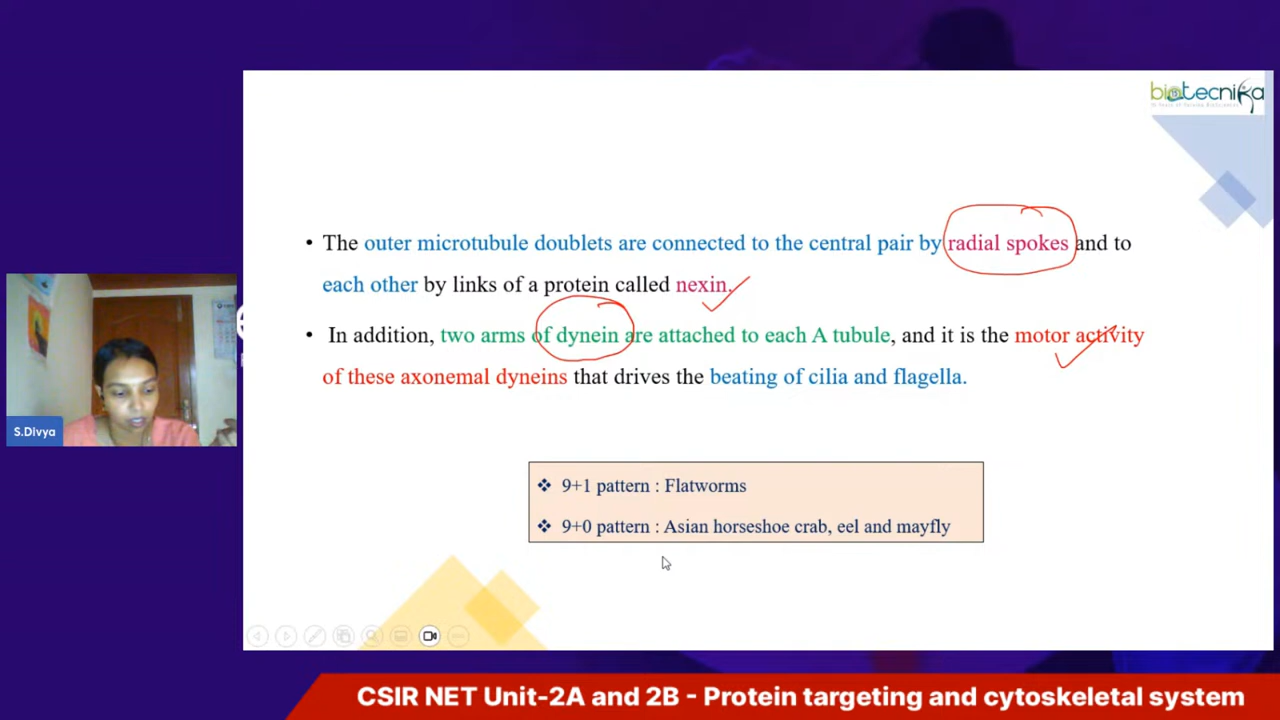 biotecnika
• The outer microtubule doublets are connected to the central pair by radial spokes and to
each other by links of a protein called nexin.
• In addition, two arms of dynein are attached to each A tubule, and it is the motor activity
of these axonemal dyneins that drives the beating of cilia and flagella.
S.Divya
❖ 9+1 pattern : Flatworms
❖ 9+0 pattern : Asian horseshoe crab, eel and mayfly
CSIR NET Unit-2A and 2B - Protein targeting and cytoskeletal system